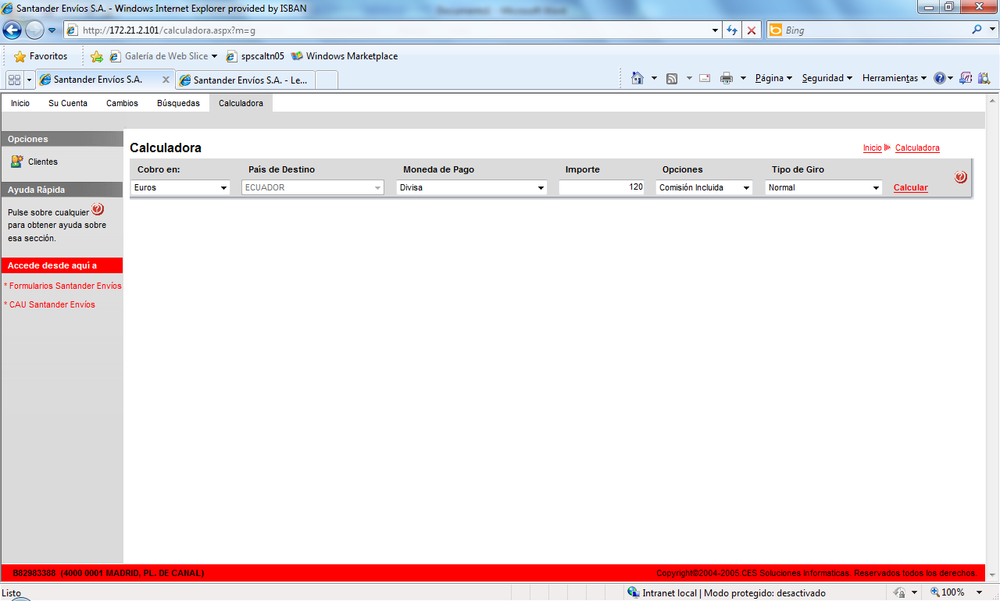 Santander Envíos S.A. - Windows Internet Explorer provided by ISBAN
http://172.21.2.101/calculadora.aspx?m=g
Bing
Favoritos
Galería de Web Slice
spscaltn05
Windows Marketplace
Santander Envíos S.A.
Santander Envíos S.A. - Le...
Página
Seguridad
Herramientas
Inicio Su Cuenta Cambios Búsquedas Calculadora
Opciones
Clientes
Ayuda Rápida
Pulse sobre cualquier
para obtener ayuda sobre
esa sección.
Accede desde aquí a
* Formularios Santander Envíos
* CAU Santander Envíos
Calculadora
Inicio Calculadora
Cobro en: País de Destino Moneda de Pago Importe Opciones Tipo de Giro
Euros ECUADOR Divisa 120 Comisión Incluida Normal Calcular
B82983388 (4000 0001 MADRID, PL. DE CANAL)
Copyright©2004-2005 CES Soluciones Informaticas. Reservados todos los derechos.
Listo
Intranet local | Modo protegido: desactivado
100%